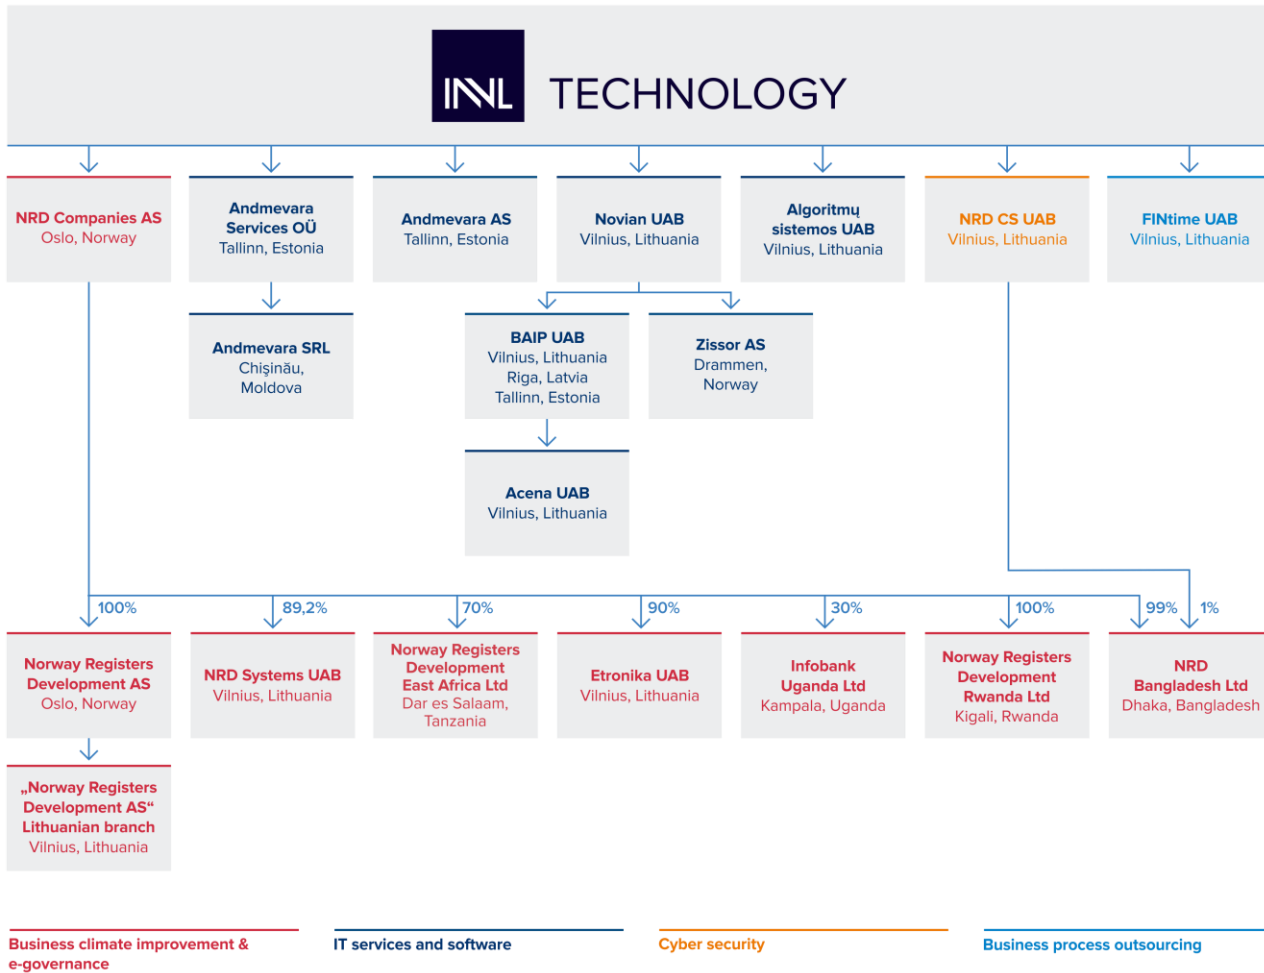 INVL TECHNOLOGY
NRD Companies AS
Oslo, Norway
Andmevara
Services OÜ
Tallinn, Estonia
Andmevara AS
Tallinn, Estonia
Novian UAB
Vilnius, Lithuania
Algoritmų
sistemos UAB
Vilnius, Lithuania
NRD CS UAB
Vilnius, Lithuania
FINtime UAB
Vilnius, Lithuania
Andmevara SRL
Chişinău,
Moldova
BAIP UAB
Vilnius, Lithuania
Riga, Latvia
Tallinn, Estonia
Zissor AS
Drammen,
Norway
Acena UAB
Vilnius, Lithuania
100%
89,2%
70%
90%
30%
100%
99%
1%
Norway Registers
Development AS
Oslo, Norway
NRD Systems UAB
Vilnius, Lithuania
Norway Registers
Development
East Africa Ltd
Dar es Salaam,
Tanzania
Etronika UAB
Vilnius, Lithuania
Infobank
Uganda Ltd
Kampala, Uganda
Norway Registers
Development
Rwanda Ltd
Kigali, Rwanda
NRD
Bangladesh Ltd
Dhaka, Bangladesh
„Norway Registers
Development AS“
Lithuanian branch
Vilnius, Lithuania
Business climate improvement &
e-governance
IT services and software
Cyber security
Business process outsourcing